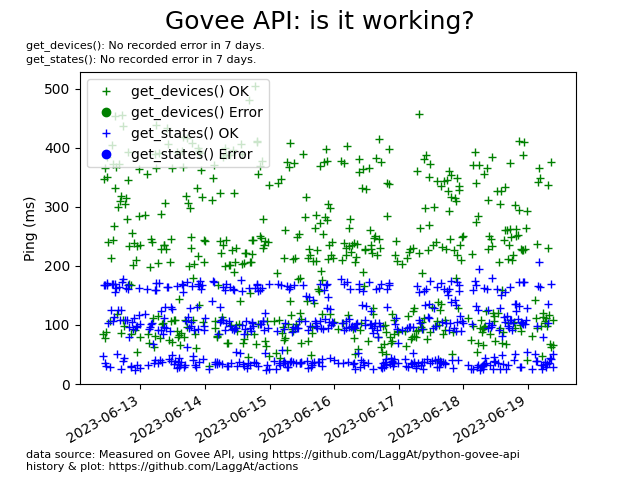 Govee API: is it working?
get_devices(): No recorded error in 7 days.
get_states(): No recorded error in 7 days.
get_devices() OK
get_devices() Error
get_states() OK
get_states() Error
500
400
300
200
100
0
Ping (ms)
2023-06-13
2023-06-14
2023-06-15
2023-06-16
2023-06-17
2023-06-18
2023-06-19
data source: Measured on Govee API, using https://github.com/LaggAt/python-govee-api
history & plot: https://github.com/LaggAt/actions